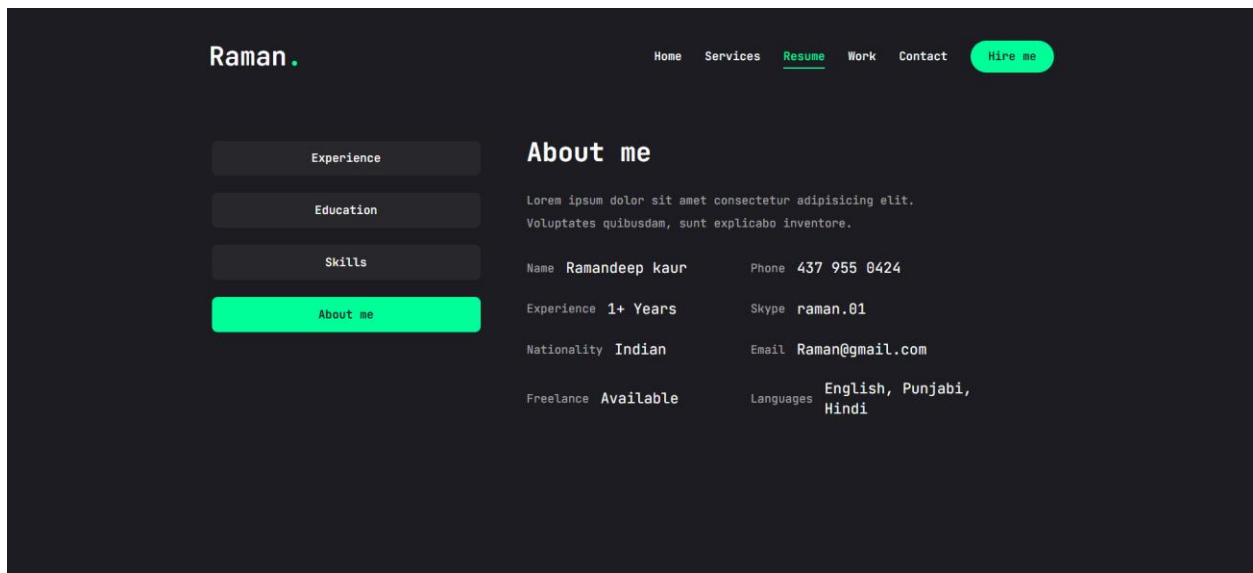 Raman.
Home Services Resume Work Contact Hire me
Experience
Education
Skills
About me
About me
Lorem ipsum dolor sit amet consectetur adipisicing elit.
Voluptates quibusdam, sunt explicabo inventore.
Name Ramandeep kaur
Phone 437 955 0424
Experience 1+ Years
Skype raman.01
Nationality Indian
Email Raman@gmail.com
Freelance Available
Languages English, Punjabi,
Hindi